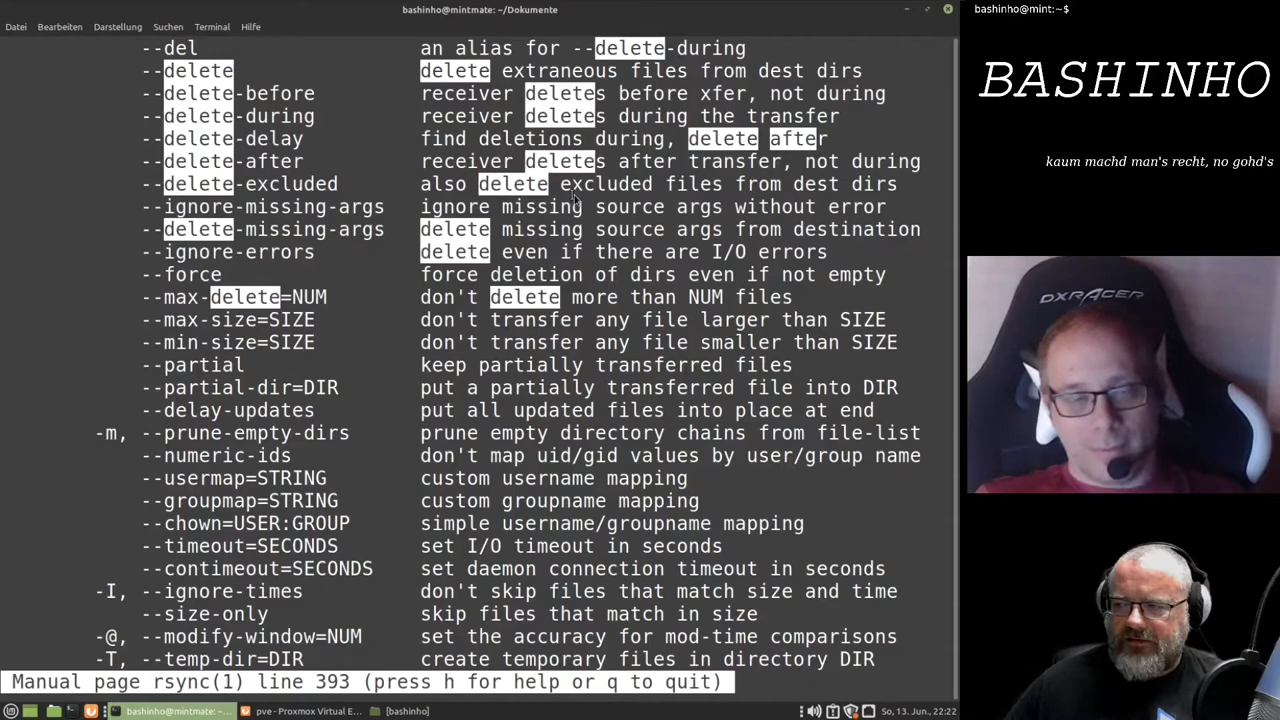 bashinho@mintmate: ~/Dokumente
Datei Bearbeiten Darstellung Suchen Terminal Hilfe
--del an alias for --delete-during
--delete delete extraneous files from dest dirs
--delete-before receiver deletes before xfer, not during
--delete-during receiver deletes during the transfer
--delete-delay find deletions during, delete after
--delete-after receiver deletes after transfer, not during
--delete-excluded also delete excluded files from dest dirs
--ignore-missing-args ignore missing source args without error
--delete-missing-args delete missing source args from destination
--ignore-errors delete even if there are I/O errors
--force force deletion of dirs even if not empty
--max-delete=NUM don't delete more than NUM files
--max-size=SIZE don't transfer any file larger than SIZE
--min-size=SIZE don't transfer any file smaller than SIZE
--partial keep partially transferred files
--partial-dir=DIR put a partially transferred file into DIR
--delay-updates put all updated files into place at end
-m, --prune-empty-dirs prune empty directory chains from file-list
--numeric-ids don't map uid/gid values by user/group name
--usermap=STRING custom username mapping
--groupmap=STRING custom groupname mapping
--chown=USER:GROUP simple username/groupname mapping
--timeout=SECONDS set I/O timeout in seconds
--contimeout=SECONDS set daemon connection timeout in seconds
-I, --ignore-times don't skip files that match size and time
--size-only skip files that match in size
-@, --modify-window=NUM set the accuracy for mod-time comparisons
-T, --temp-dir=DIR create temporary files in directory DIR
Manual page rsync(1) line 393 (press h for help or q to quit)
bashinho@mintmate: ~... pve - Proxmox Virtual E... [bashinho] So, 13. Jun., 22:22
bashinho@mint:~$
BASHINHO
kaum machd man's recht, no gohd's
DXRACER